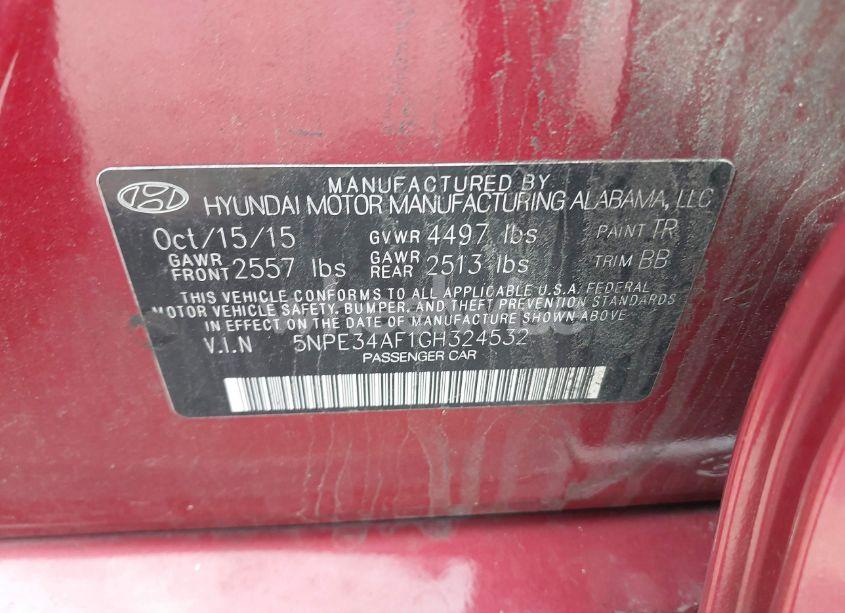 MANUFACTURED BY
HYUNDAI MOTOR MANUFACTURING ALABAMA, LLC
Oct/15/15 GVWR 4497 lbs PAINT TR
GAWR FRONT 2557 lbs GAWR REAR 2513 lbs TRIM BB
THIS VEHICLE CONFORMS TO ALL APPLICABLE U.S.A. FEDERAL
MOTOR VEHICLE SAFETY, BUMPER, AND THEFT PREVENTION STANDARDS
IN EFFECT ON THE DATE OF MANUFACTURE SHOWN ABOVE.
V.I.N 5NPE34AF1GH324532
PASSENGER CAR